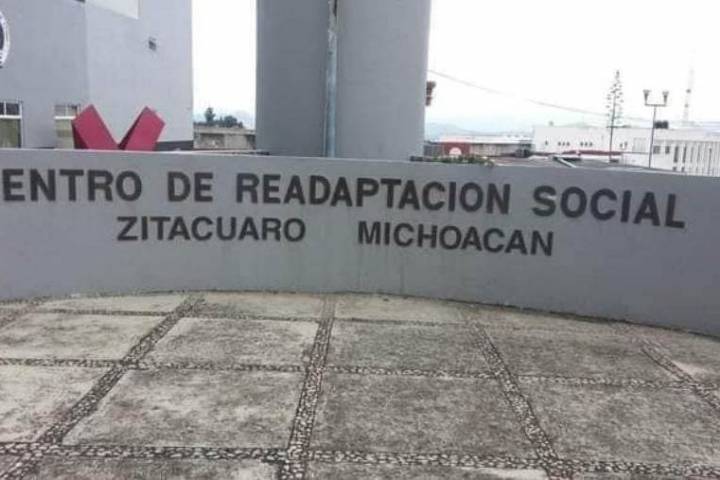 ENTRO DE READAPTACION SOCIAL
ZITACUARO MICHOACAN